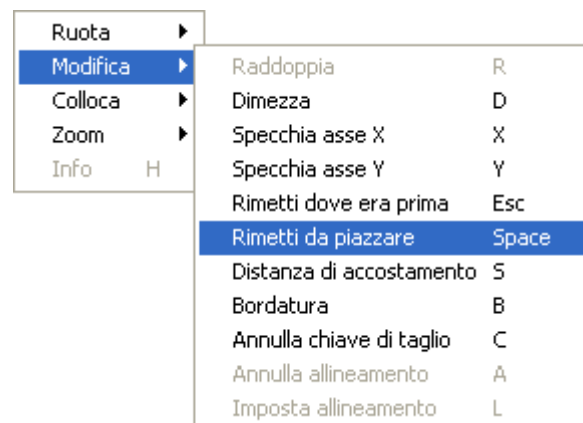 Ruota
Modifica
Colloca
Zoom
Info H
Raddoppia R
Dimezza D
Specchia asse X X
Specchia asse Y Y
Rimetti dove era prima Esc
Rimetti da piazzare Space
Distanza di accostamento S
Bordatura B
Annulla chiave di taglio C
Annulla allineamento A
Imposta allineamento L